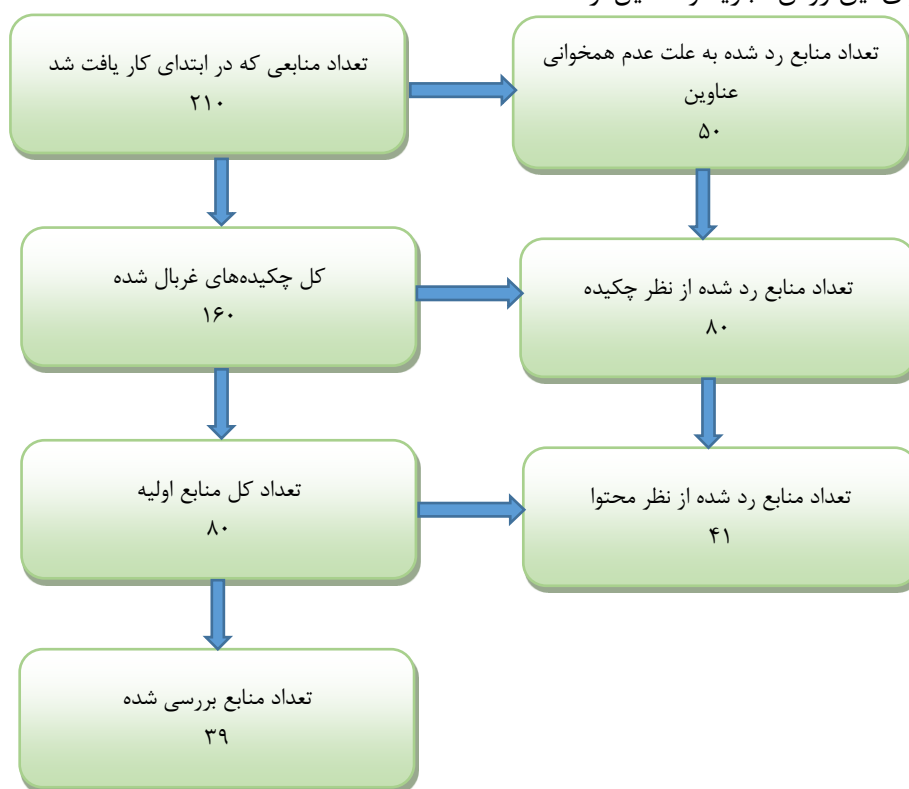 تعداد منابعی که در ابتدای کار یافت شد
۲۱۰
تعداد منابع رد شده به علت عدم همخوانی
عناوین
۵۰
کل چکیده‌های غربال شده
۱۶۰
تعداد منابع رد شده از نظر چکیده
۸۰
تعداد کل منابع اولیه
۸۰
تعداد منابع رد شده از نظر محتوا
۴۱
تعداد منابع بررسی شده
۳۹